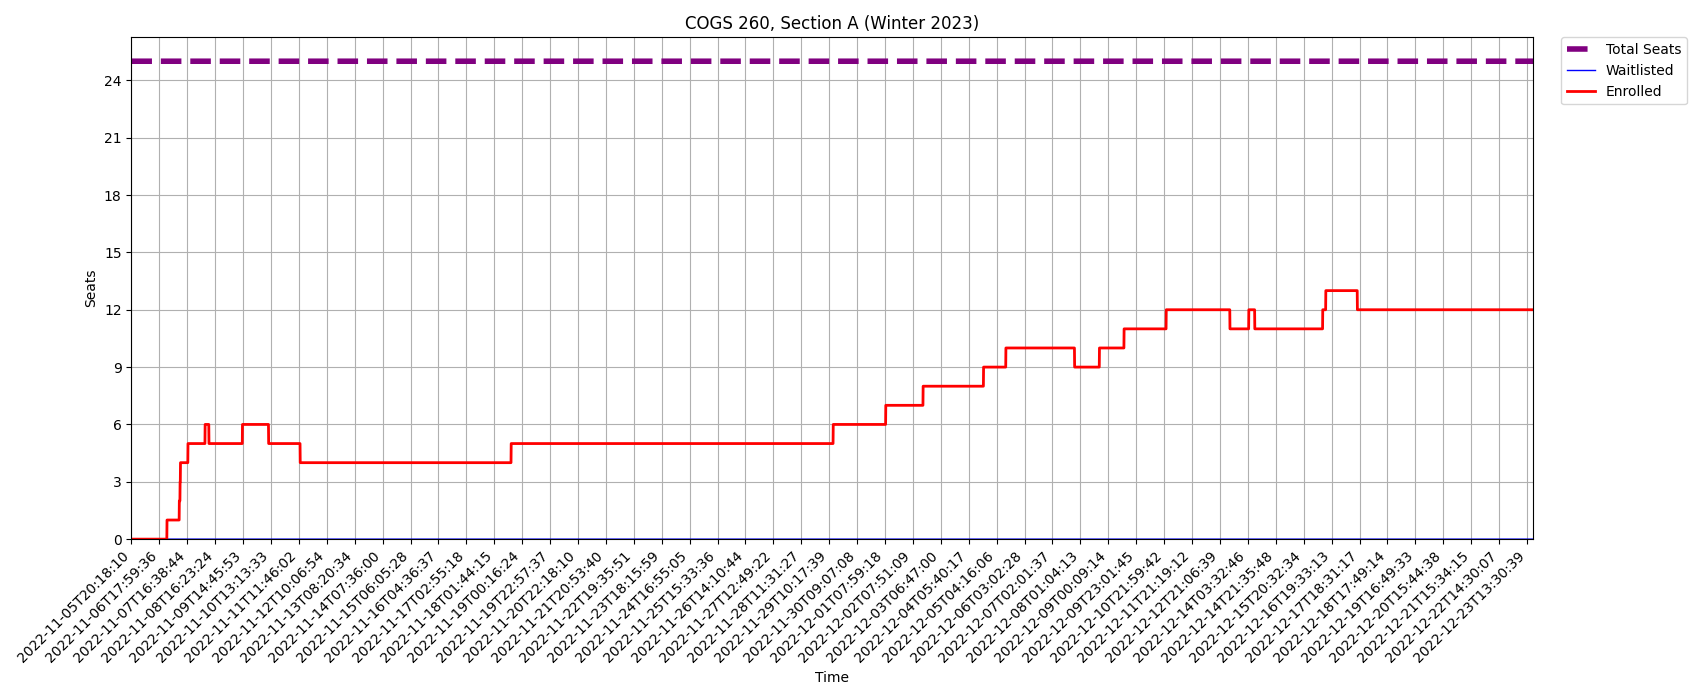 COGS 260, Section A (Winter 2023)
Total Seats
Waitlisted
Enrolled
24
21
18
15
12
9
6
3
0
Seats
2022-11-05T20:18:10
2022-11-06T17:59:36
2022-11-07T16:38:44
2022-11-08T16:23:24
2022-11-09T14:45:53
2022-11-10T13:13:33
2022-11-11T11:46:02
2022-11-12T10:06:54
2022-11-13T08:20:34
2022-11-14T07:36:00
2022-11-15T06:05:28
2022-11-16T04:36:37
2022-11-17T02:55:18
2022-11-18T01:44:15
2022-11-19T00:16:24
2022-11-19T22:57:37
2022-11-20T22:18:10
2022-11-21T20:53:40
2022-11-22T19:35:51
2022-11-23T18:15:59
2022-11-24T16:55:05
2022-11-25T15:33:36
2022-11-26T14:10:44
2022-11-27T12:49:22
2022-11-28T11:31:27
2022-11-29T10:17:39
2022-11-30T09:07:08
2022-12-01T07:59:18
2022-12-02T07:51:09
2022-12-03T06:47:00
2022-12-04T05:40:17
2022-12-05T04:16:06
2022-12-06T03:02:28
2022-12-07T02:01:37
2022-12-08T01:04:13
2022-12-09T00:09:14
2022-12-09T23:01:45
2022-12-10T21:59:42
2022-12-11T21:19:12
2022-12-12T21:06:39
2022-12-14T03:32:46
2022-12-14T21:35:48
2022-12-15T20:32:34
2022-12-16T19:33:13
2022-12-17T18:31:17
2022-12-18T17:49:14
2022-12-19T16:49:33
2022-12-20T15:44:38
2022-12-21T15:34:15
2022-12-22T14:30:07
2022-12-23T13:30:39
Time